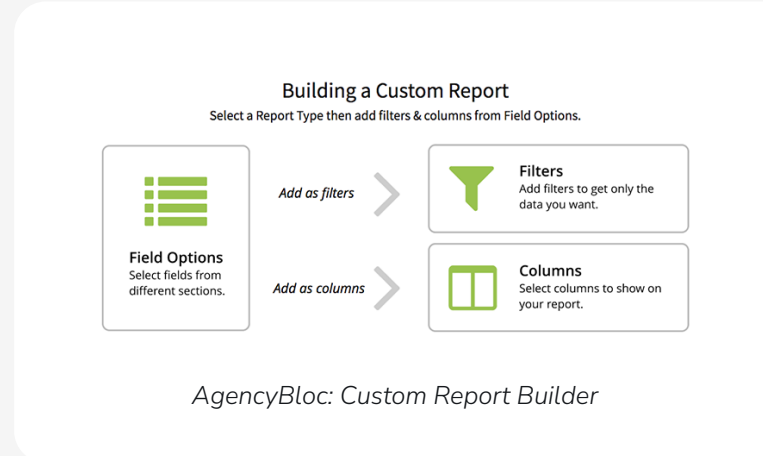 Building a Custom Report
Select a Report Type then add filters & columns from Field Options.
Field Options
Select fields from
different sections.
Add as filters
Add as columns
Filters
Add filters to get only the
data you want.
Columns
Select columns to show on
your report.
AgencyBloc: Custom Report Builder